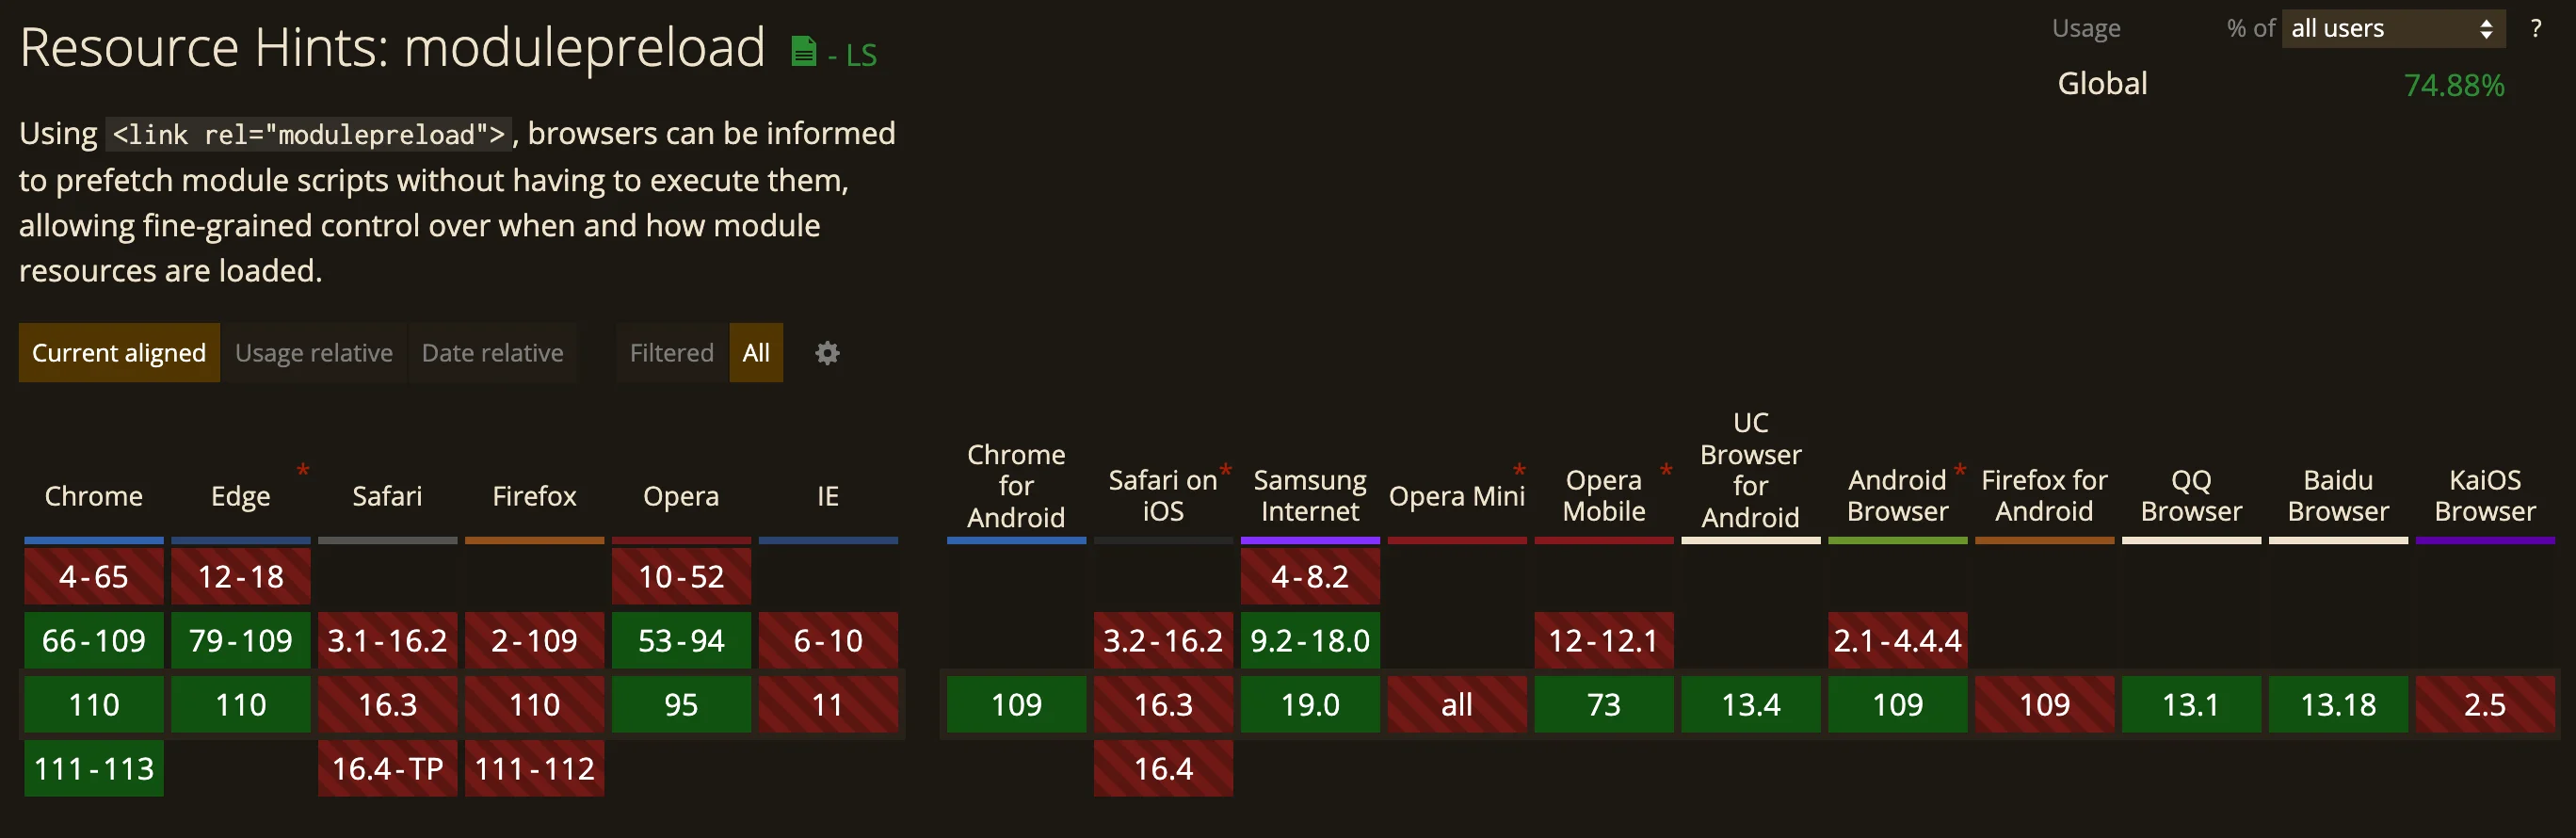 Resource Hints: modulepreload - LS
Usage % of all users ?
Global 74.88%
Using <link rel="modulepreload">, browsers can be informed
to prefetch module scripts without having to execute them,
allowing fine-grained control over when and how module
resources are loaded.
Current aligned Usage relative Date relative Filtered All
Chrome Edge * Safari Firefox Opera IE
Chrome
for
Android
Safari on *
iOS
Samsung
Internet
Opera Mini *
Opera *
Mobile
UC
Browser
for
Android
Android *
Browser
Firefox for
Android
QQ
Browser
Baidu
Browser
KaiOS
Browser
4-65 12-18 10-52 4-8.2
66-109 79-109 3.1-16.2 2-109 53-94 6-10 3.2-16.2 9.2-18.0 12-12.1 2.1-4.4.4
110 110 16.3 110 95 11 109 16.3 19.0 all 73 13.4 109 109 13.1 13.18 2.5
111-113 16.4-TP 111-112 16.4